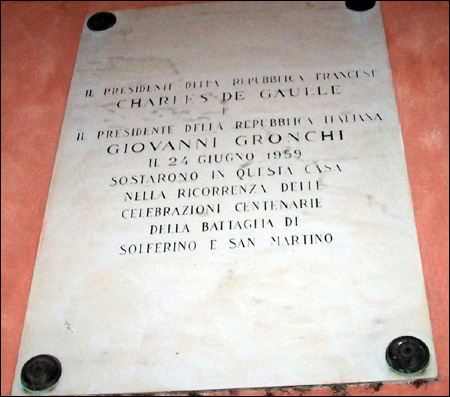 IL PRESIDENTE DELLA REPUBBLICA FRANCESE
CHARLES DE GAULLE
E
IL PRESIDENTE DELLA REPUBBLICA ITALIANA
GIOVANNI GRONCHI
IL 24 GIUGNO 1959
SOSTARONO IN QUESTA CASA
NELLA RICORRENZA DELLE
CELEBRAZIONI CENTENARIE
DELLA BATTAGLIA DI
SOLFERINO E SAN MARTINO